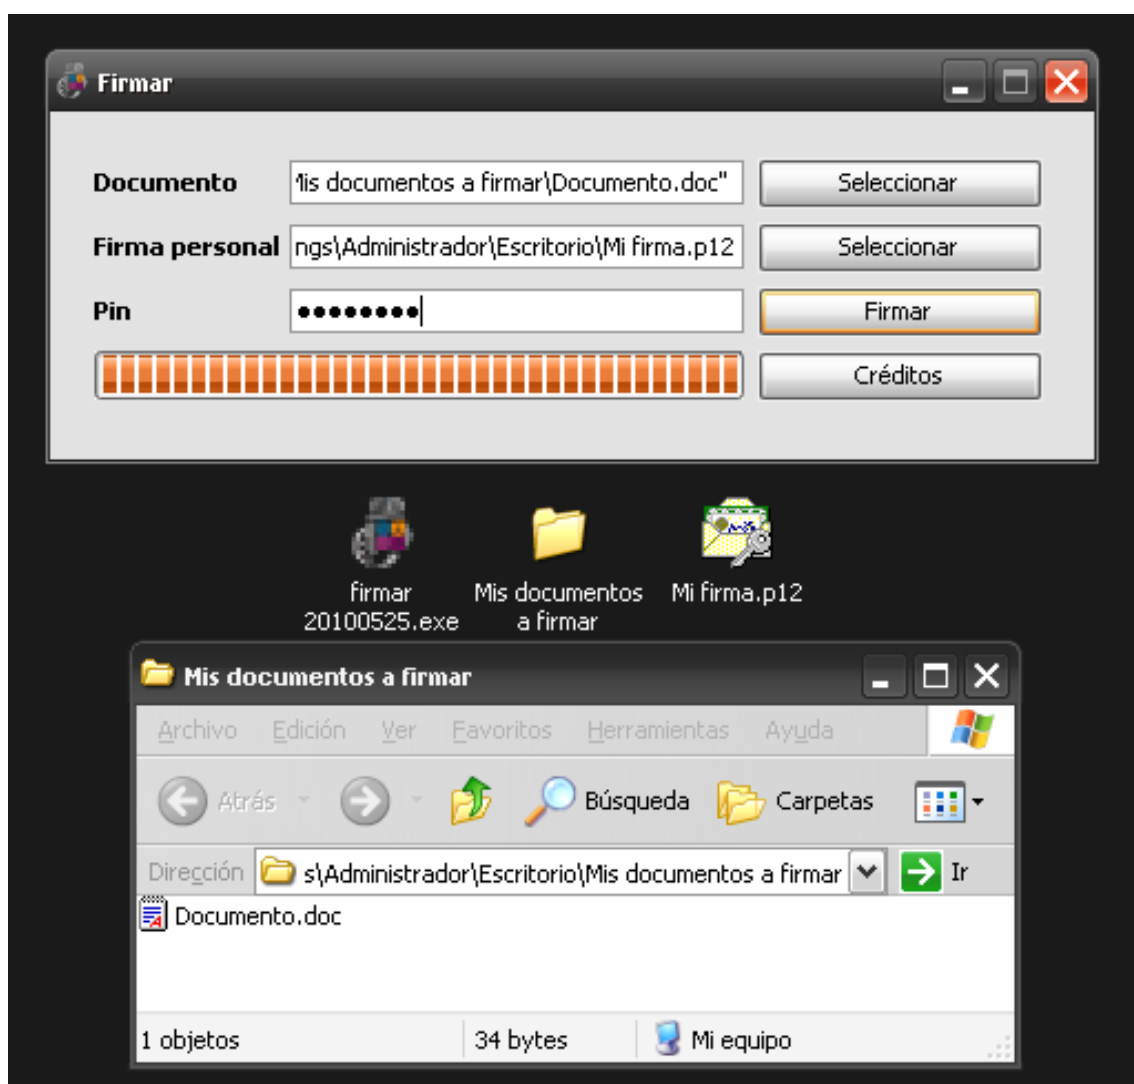 Firmar
Documento Mis documentos a firmar\Documento.doc" Seleccionar
Firma personal ngs\Administrador\Escritorio\Mi firma.p12 Seleccionar
Pin ●●●●●●●● Firmar
Créditos
firmar 20100525.exe
Mis documentos a firmar
Mi firma.p12
Mis documentos a firmar
Archivo Edición Ver Favoritos Herramientas Ayuda
Atrás Búsqueda Carpetas
Dirección s\Administrador\Escritorio\Mis documentos a firmar Ir
Documento.doc
1 objetos 34 bytes Mi equipo